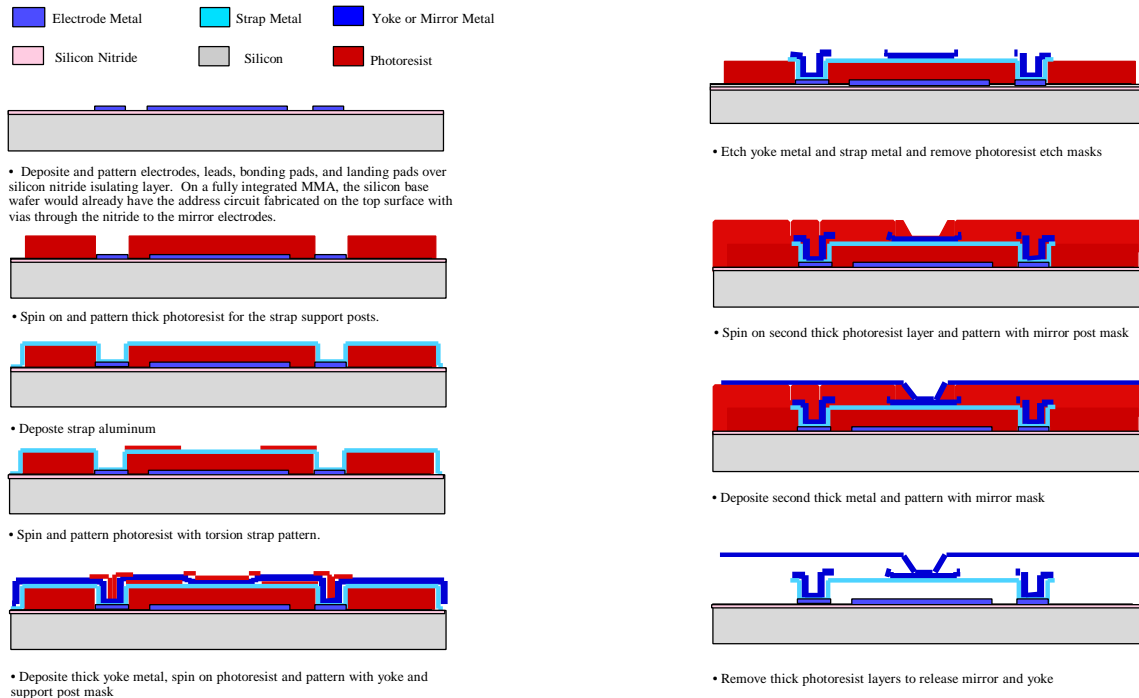 Electrode Metal
Strap Metal
Yoke or Mirror Metal
Silicon Nitride
Silicon
Photoresist
• Deposite and pattern electrodes, leads, bonding pads, and landing pads over
silicon nitride isulating layer. On a fully integrated MMA, the silicon base
wafer would already have the address circuit fabricated on the top surface with
vias through the nitride to the mirror electrodes.
• Spin on and pattern thick photoresist for the strap support posts.
• Deposte strap aluminum
• Spin and pattern photoresist with torsion strap pattern.
• Deposite thick yoke metal, spin on photoresist and pattern with yoke and
support post mask
• Etch yoke metal and strap metal and remove photoresist etch masks
• Spin on second thick photoresist layer and pattern with mirror post mask
• Deposite second thick metal and pattern with mirror mask
• Remove thick photoresist layers to release mirror and yoke